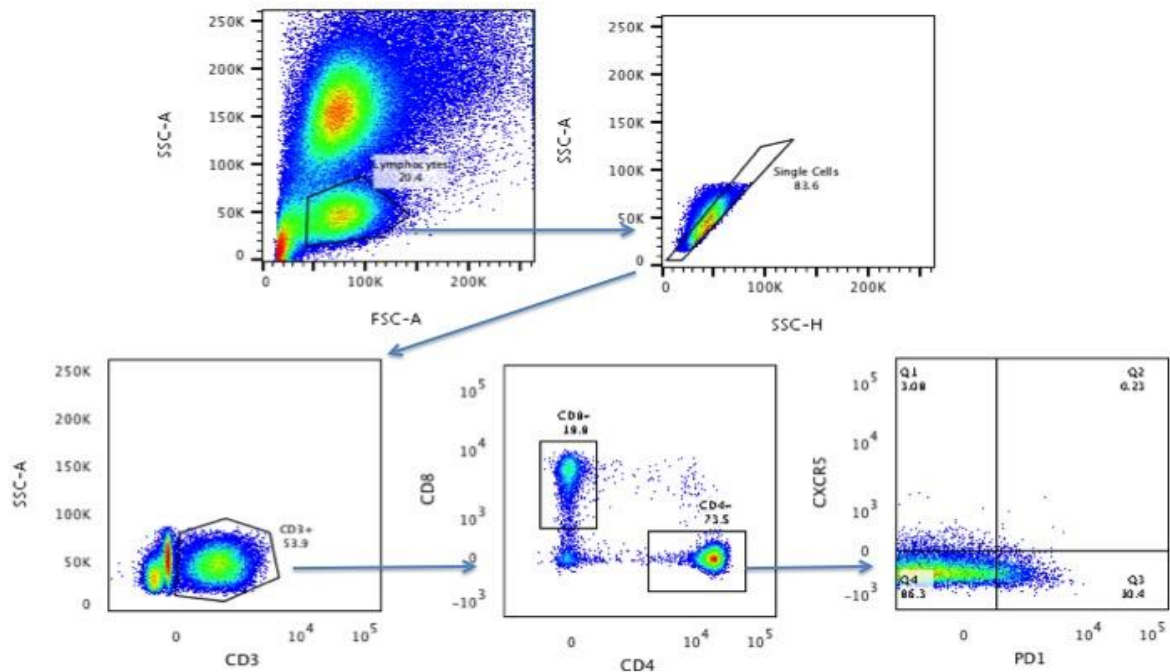 250K
200K
150K
100K
50K
0
SSC-A
Lymphocytes
20.4
0
100K
200K
FSC-A
250K
200K
150K
100K
50K
0
SSC-A
Single Cells
83.6
0
100K
200K
SSC-H
250K
200K
150K
100K
50K
0
SSC-A
CD3+
53.9
0
10^4
10^5
CD3
10^5
10^4
10^3
0
-10^3
CD8
CD8+
CD4+
73.5
0
10^4
10^5
CD4
10^5
10^4
10^3
0
-10^3
CXCR5
Q1
3.08
Q2
0.23
Q4
86.3
Q3
10.4
0
10^4
10^5
PD1